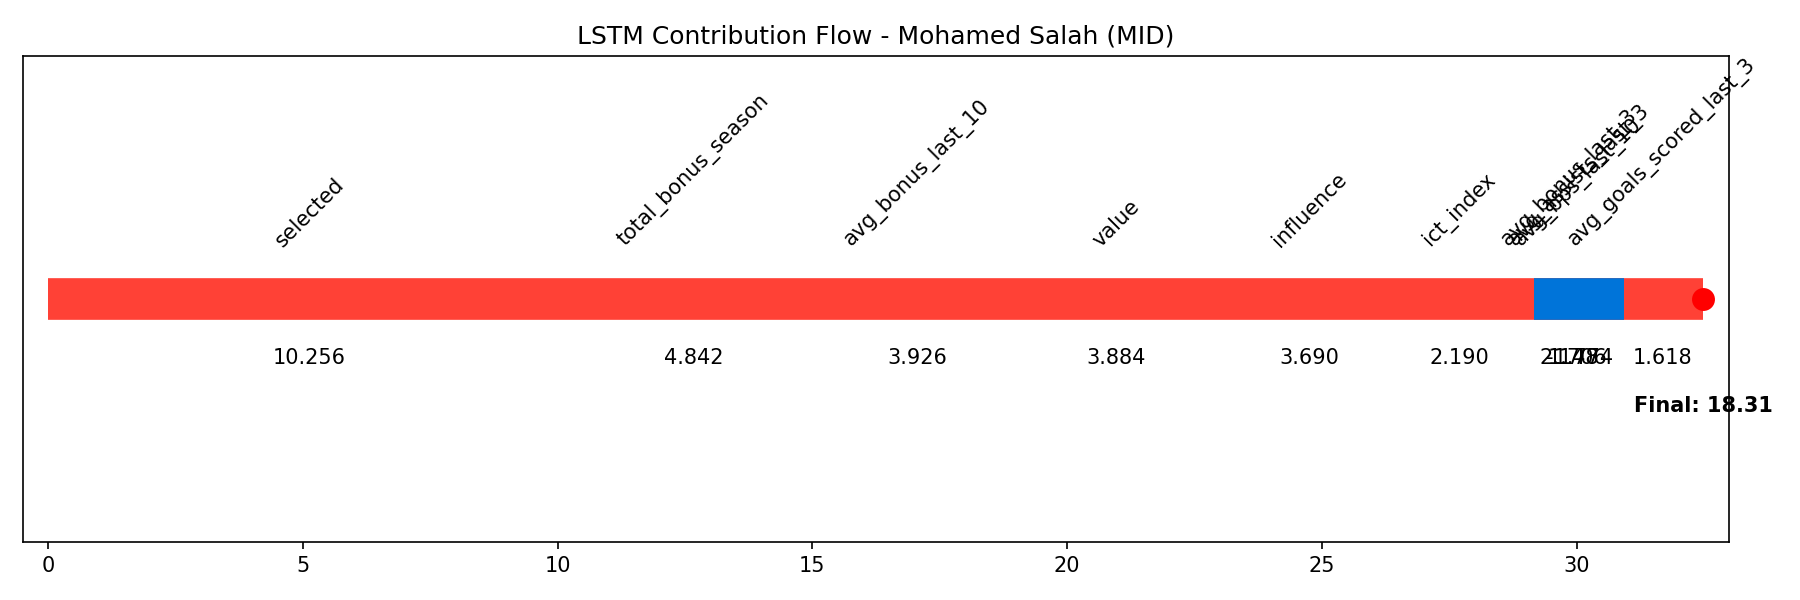 LSTM Contribution Flow - Mohamed Salah (MID)
selected
total_bonus_season
avg_bonus_last_10
value
influence
ict_index
avg_bonus_last_3
avg_goals_scored_last_3
10.256
4.842
3.926
3.884
3.690
2.190
1.618
Final: 18.31
0
5
10
15
20
25
30